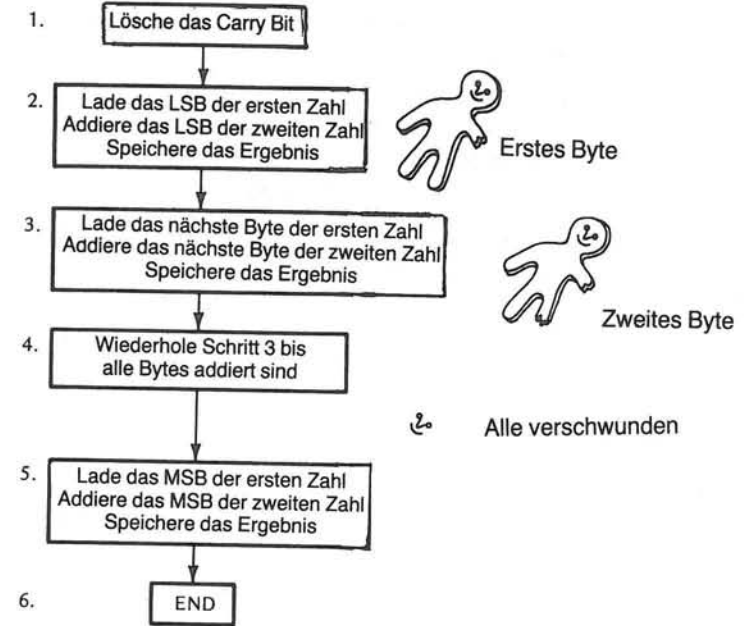 1. Lösche das Carry Bit
2. Lade das LSB der ersten Zahl
Addiere das LSB der zweiten Zahl
Speichere das Ergebnis
Erstes Byte
3. Lade das nächste Byte der ersten Zahl
Addiere das nächste Byte der zweiten Zahl
Speichere das Ergebnis
Zweites Byte
4. Wiederhole Schritt 3 bis
alle Bytes addiert sind
Alle verschwunden
5. Lade das MSB der ersten Zahl
Addiere das MSB der zweiten Zahl
Speichere das Ergebnis
6. END